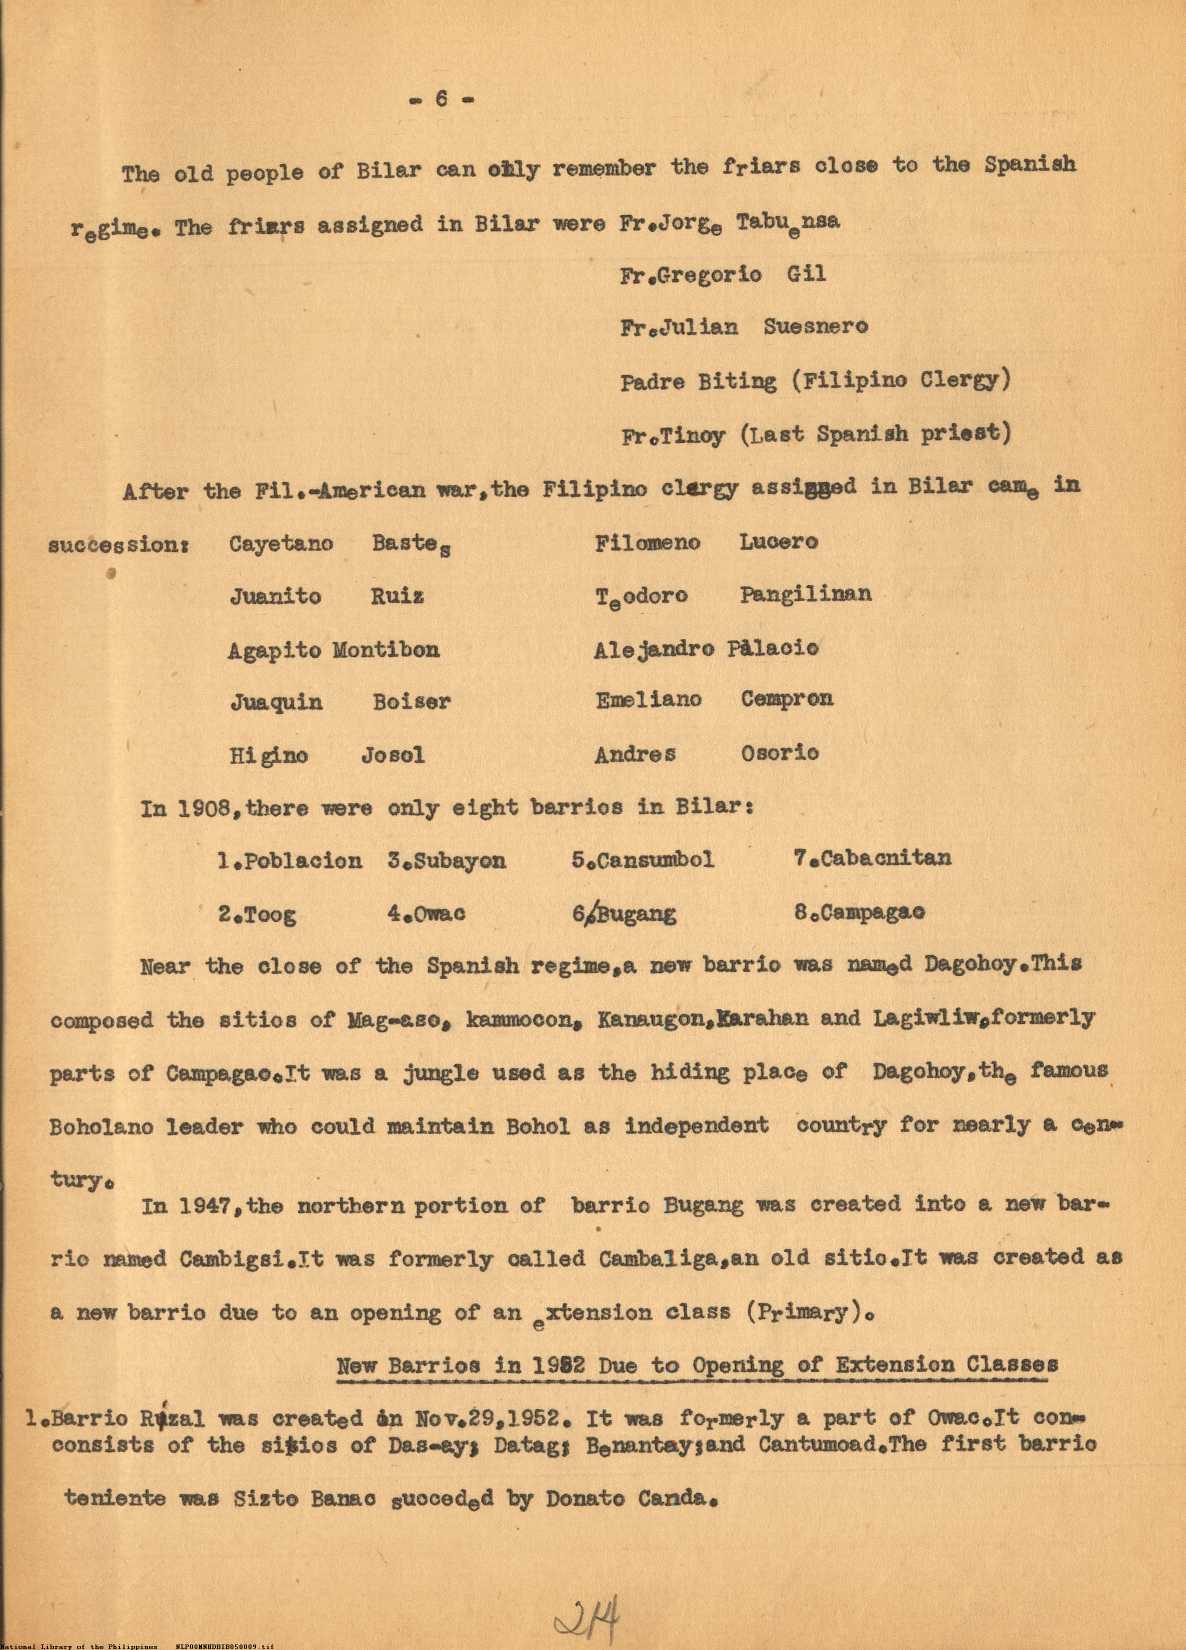 - 6 -
The old people of Bilar can only remember the friars close to the Spanish
regime. The friars assigned in Bilar were Fr.Jorge Tabuensa
Fr.Gregorio Gil
Fr.Julian Suesnero
Padre Biting (Filipino Clergy)
Fr.Tinoy (Last Spanish priest)
After the Fil.-American war,the Filipino clergy assigned in Bilar came in
succession: Cayetano Bastes Filomeno Lucero
Juanito Ruiz Teodoro Pangilinan
Agapito Montibon Alejandro Palacio
Juaquin Boiser Emeliano Cempron
Higino Josol Andres Osorio
In 1908,there were only eight barrios in Bilar:
1.Poblacion 3.Subayon 5.Cansumbol 7.Cabacnitan
2.Toog 4.Owac 6.Bugang 8.Campagao
Near the close of the Spanish regime,a new barrio was named Dagohoy.This
composed the sitios of Mag-aso, kammocon, Kanaugon,Karahan and Lagiwliw,formerly
parts of Campagao.It was a jungle used as the hiding place of Dagohoy,the famous
Boholano leader who could maintain Bohol as independent country for nearly a cen-
tury.
In 1947,the northern portion of barrio Bugang was created into a new bar-
rio named Cambigsi.It was formerly called Cambaliga,an old sitio.It was created as
a new barrio due to an opening of an extension class (Primary).
New Barrios in 1952 Due to Opening of Extension Classes
1.Barrio Rizal was created on Nov.29,1952. It was formerly a part of Owac.It con-
consists of the sitios of Das-ay; Datag; Benantay;and Cantumoad.The first barrio
teniente was Sizto Banac succeded by Donato Canda.
214
National Library of the Philippines NLPOOMNHDBIB050009.tif